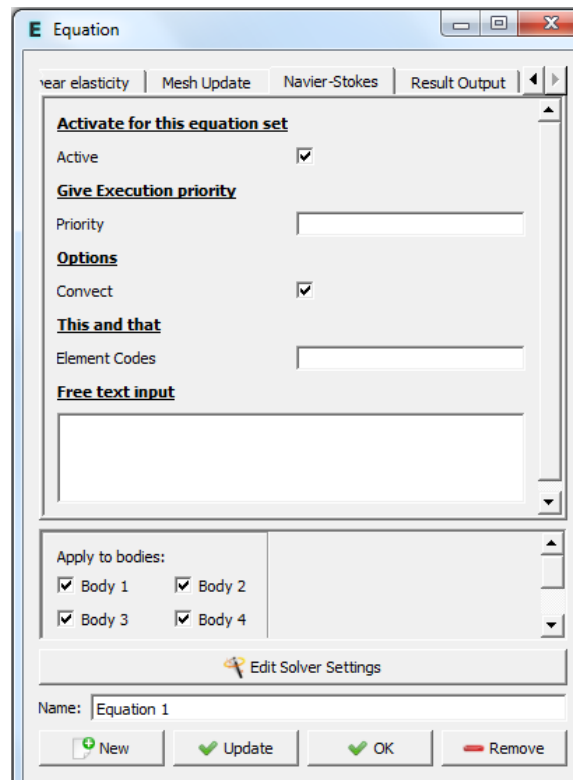 E Equation
near elasticity Mesh Update Navier-Stokes Result Output
Activate for this equation set
Active
Give Execution priority
Priority
Options
Convect
This and that
Element Codes
Free text input
Apply to bodies:
Body 1 Body 2
Body 3 Body 4
Edit Solver Settings
Name: Equation 1
New Update OK Remove